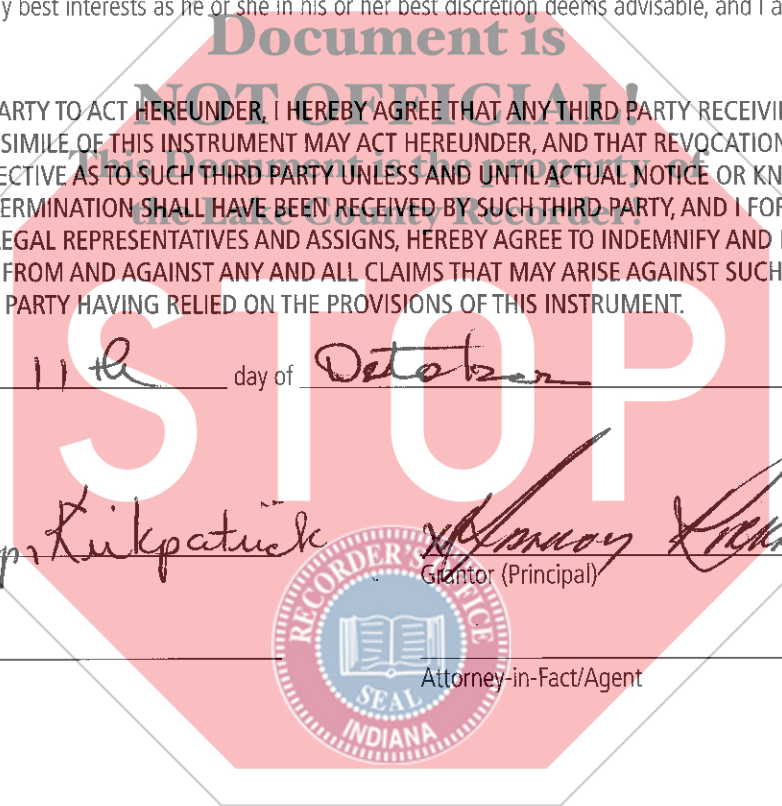 y best interests as he or she in his or her best discretion deems advisable, and I a
Document is
NOT OFFICIAL!
ARTY TO ACT HEREUNDER, I HEREBY AGREE THAT ANY THIRD PARTY RECEIVI
SIMILE OF THIS INSTRUMENT MAY ACT HEREUNDER, AND THAT REVOCATION
This Document is the property of
ECTIVE AS TO SUCH THIRD PARTY UNLESS AND UNTIL ACTUAL NOTICE OR KN
the Lake County Recorder!
ERMINATION SHALL HAVE BEEN RECEIVED BY SUCH THIRD PARTY, AND I FOR
EGAL REPRESENTATIVES AND ASSIGNS, HEREBY AGREE TO INDEMNIFY AND
FROM AND AGAINST ANY AND ALL CLAIMS THAT MAY ARISE AGAINST SUCH
PARTY HAVING RELIED ON THE PROVISIONS OF THIS INSTRUMENT.
STOP
11th day of October
Kirkpatrick
Grantor (Principal)
RECORDER'S OFFICE
SEAL
INDIANA
Attorney-in-Fact/Agent